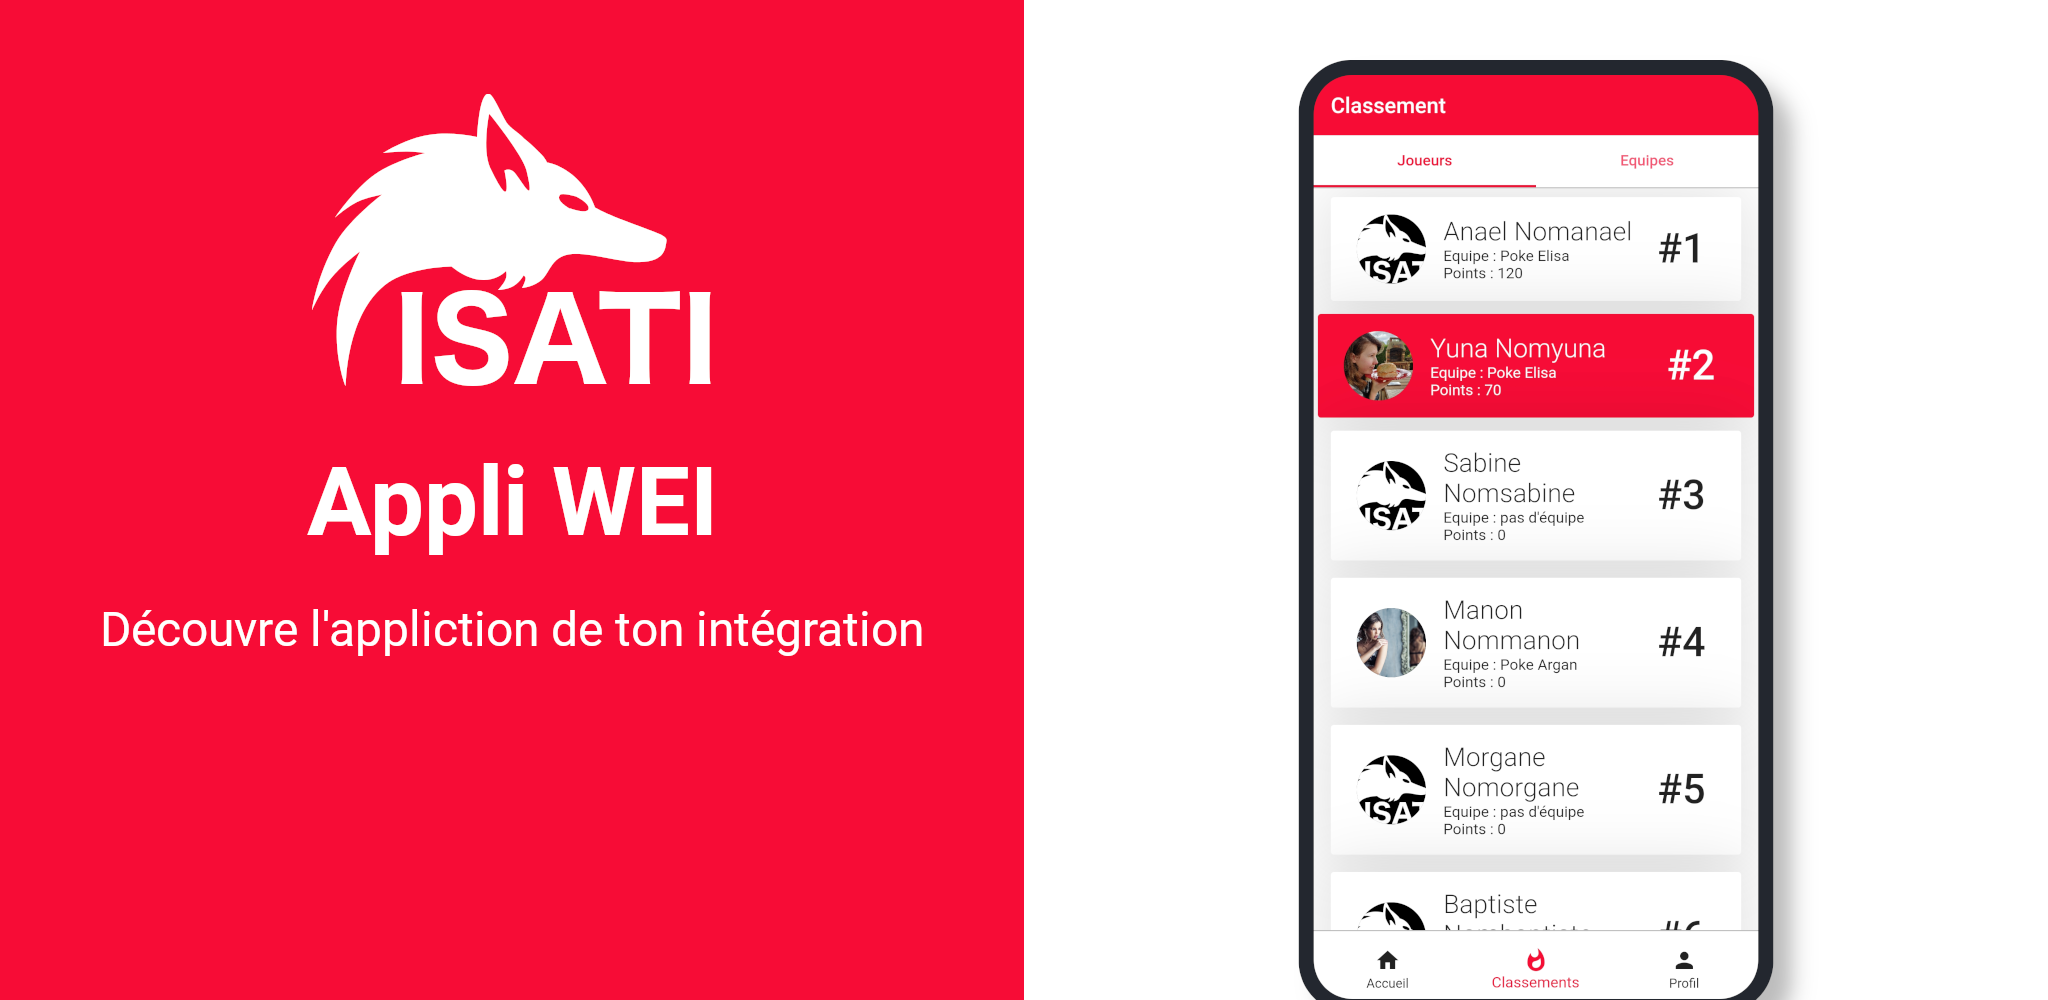 ISATI
Appli WEI
Découvre l'appliction de ton intégration
Classement
Joueurs
Equipes
Anael Nomanael
Equipe : Poke Elisa
Points : 120
#1
Yuna Nomyuna
Equipe : Poke Elisa
Points : 70
#2
Sabine
Nomsabine
Equipe : pas d'équipe
Points : 0
#3
Manon
Nommanon
Equipe : Poke Argan
Points : 0
#4
Morgane
Nomorgane
Equipe : pas d'équipe
Points : 0
#5
Baptiste
Accueil
Classements
Profil